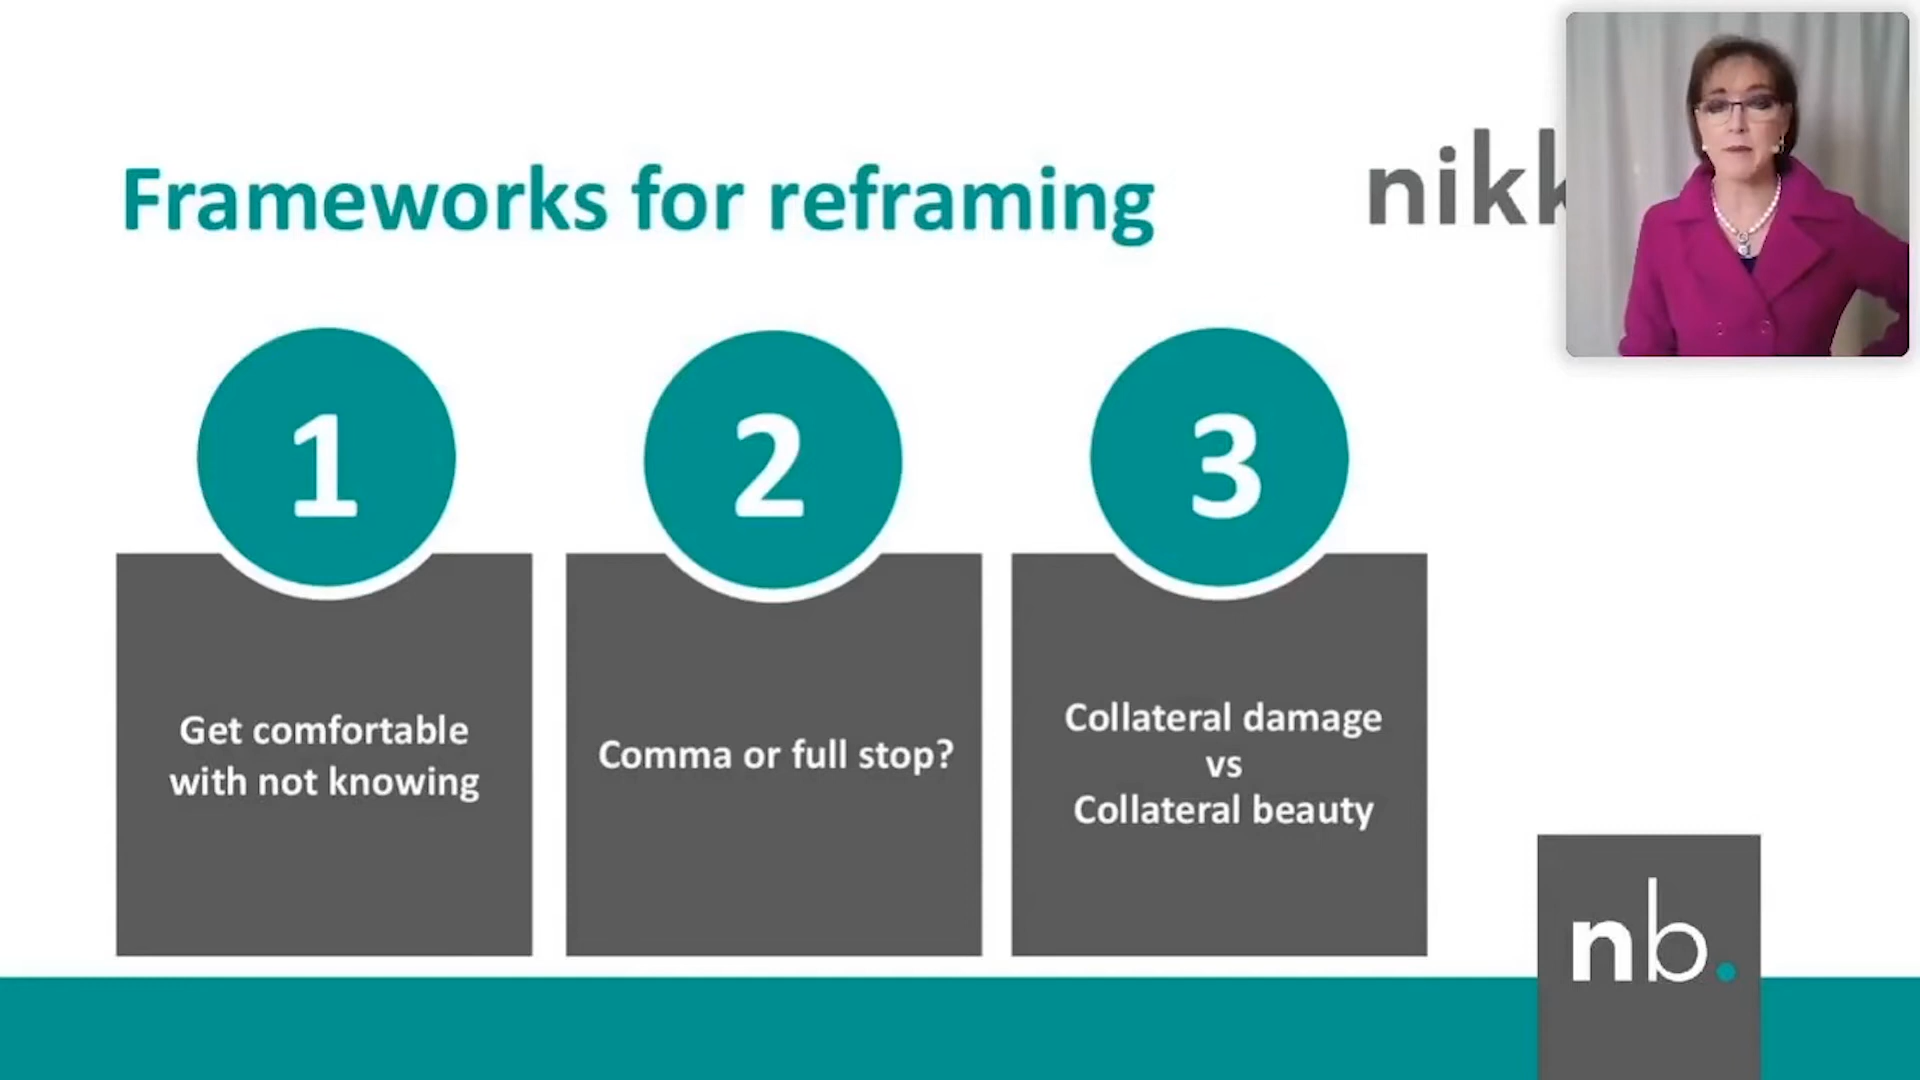 Frameworks for reframing
nikk
1
2
3
Get comfortable
with not knowing
Comma or full stop?
Collateral damage
vs
Collateral beauty
nb.